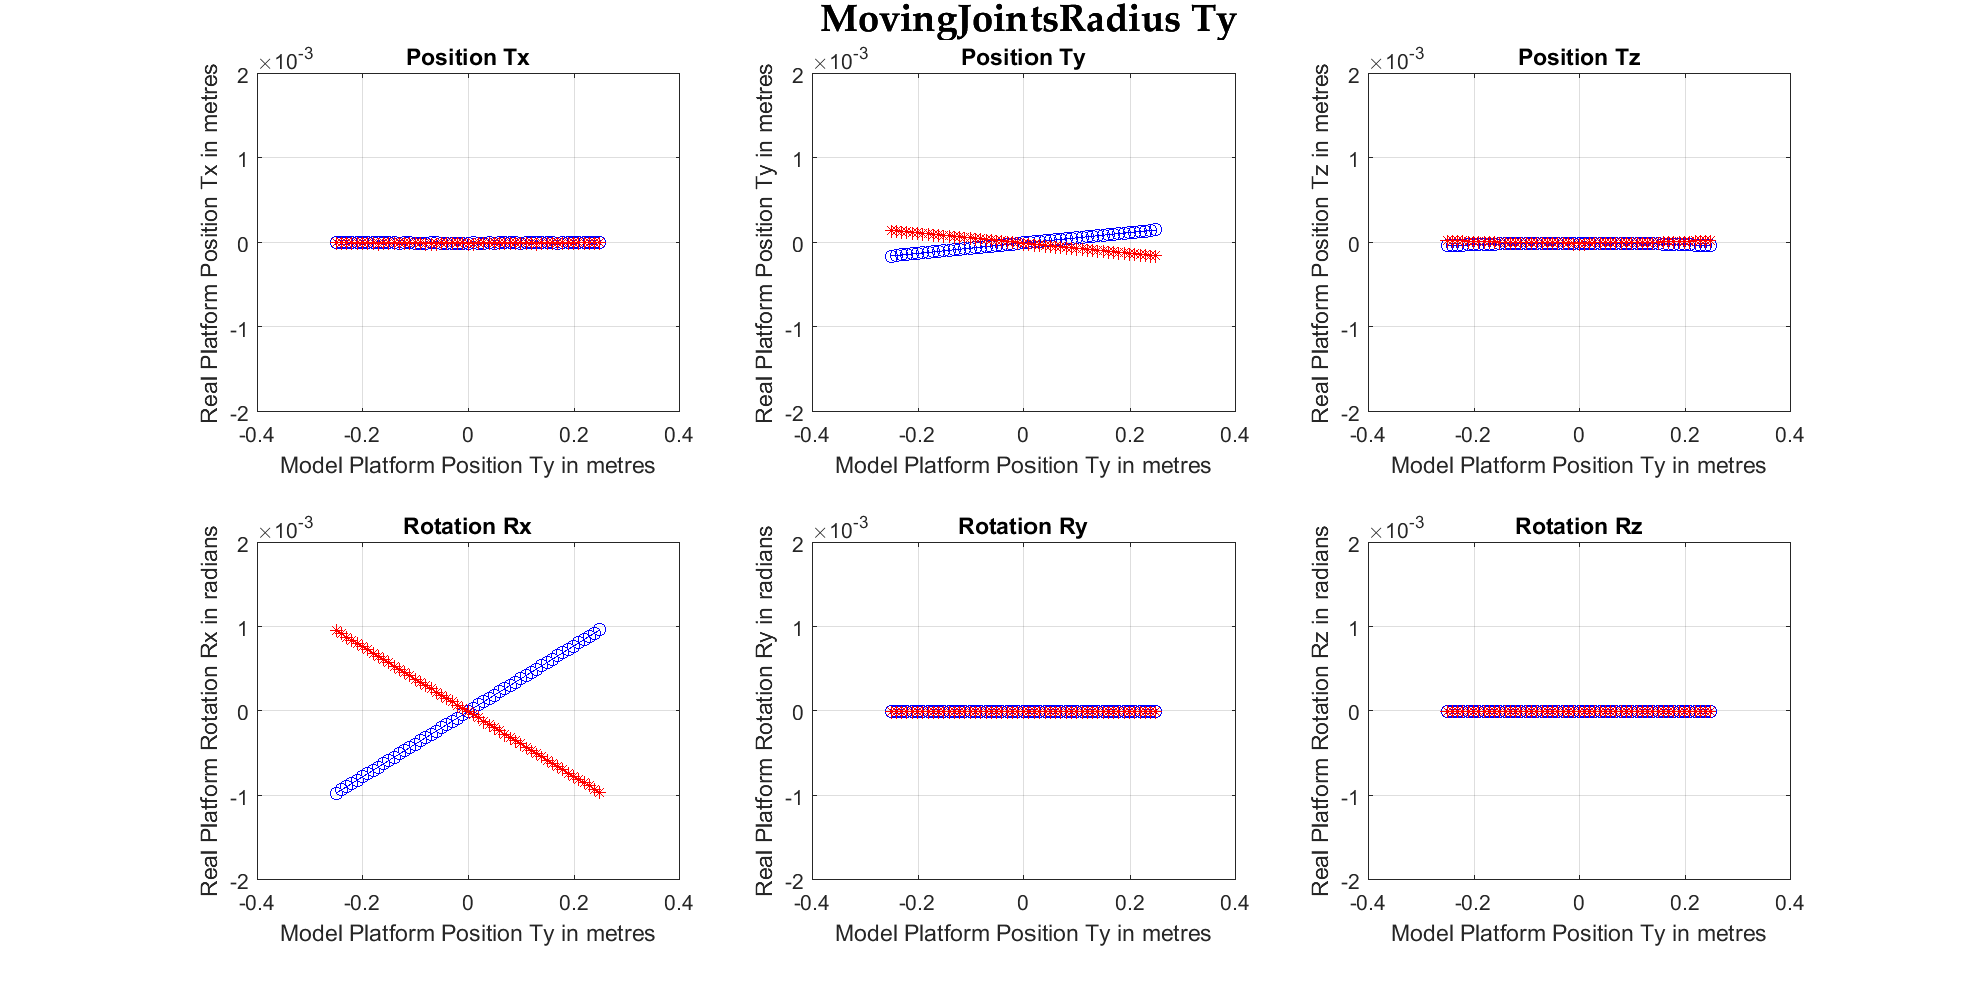 MovingJointsRadius Ty
Position Tx
×10-3
Real Platform Position Tx in metres
2
1
0
-1
-2
-0.4 -0.2 0 0.2 0.4
Model Platform Position Ty in metres
Position Ty
×10-3
Real Platform Position Ty in metres
2
1
0
-1
-2
-0.4 -0.2 0 0.2 0.4
Model Platform Position Ty in metres
Position Tz
×10-3
Real Platform Position Tz in metres
2
1
0
-1
-2
-0.4 -0.2 0 0.2 0.4
Model Platform Position Ty in metres
Rotation Rx
×10-3
Real Platform Rotation Rx in radians
2
1
0
-1
-2
-0.4 -0.2 0 0.2 0.4
Model Platform Position Ty in metres
Rotation Ry
×10-3
Real Platform Rotation Ry in radians
2
1
0
-1
-2
-0.4 -0.2 0 0.2 0.4
Model Platform Position Ty in metres
Rotation Rz
×10-3
Real Platform Rotation Rz in radians
2
1
0
-1
-2
-0.4 -0.2 0 0.2 0.4
Model Platform Position Ty in metres